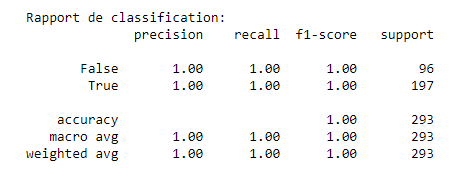 Rapport de classification:
precision recall f1-score support
False 1.00 1.00 1.00 96
True 1.00 1.00 1.00 197
accuracy 1.00 293
macro avg 1.00 1.00 1.00 293
weighted avg 1.00 1.00 1.00 293